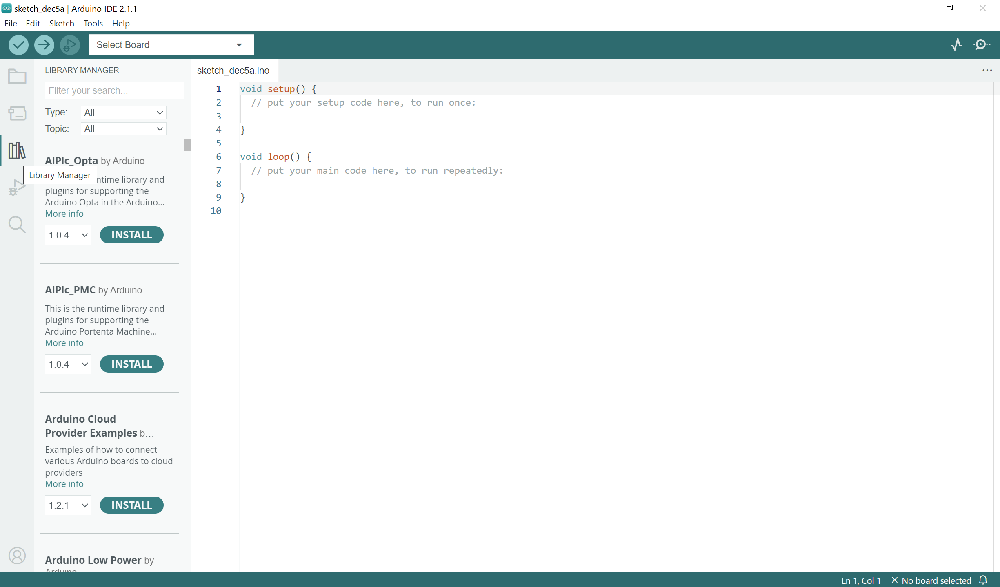 sketch_dec5a | Arduino IDE 2.1.1
File Edit Sketch Tools Help
Select Board
LIBRARY MANAGER
Filter your search...
Type: All
Topic: All
AlPlc_Opta by Arduino
Library Manager
ntime library and
plugins for supporting the
Arduino Opta in the Arduino...
More info
1.0.4 INSTALL
AlPlc_PMC by Arduino
This is the runtime library and
plugins for supporting the
Arduino Portenta Machine...
More info
1.0.4 INSTALL
Arduino Cloud
Provider Examples b...
Examples of how to connect
various Arduino boards to cloud
providers
More info
1.2.1 INSTALL
Arduino Low Power by
Arduino
sketch_dec5a.ino
1 void setup() {
2 // put your setup code here, to run once:
3
4 }
5
6 void loop() {
7 // put your main code here, to run repeatedly:
8
9 }
10
Ln 1, Col 1 × No board selected